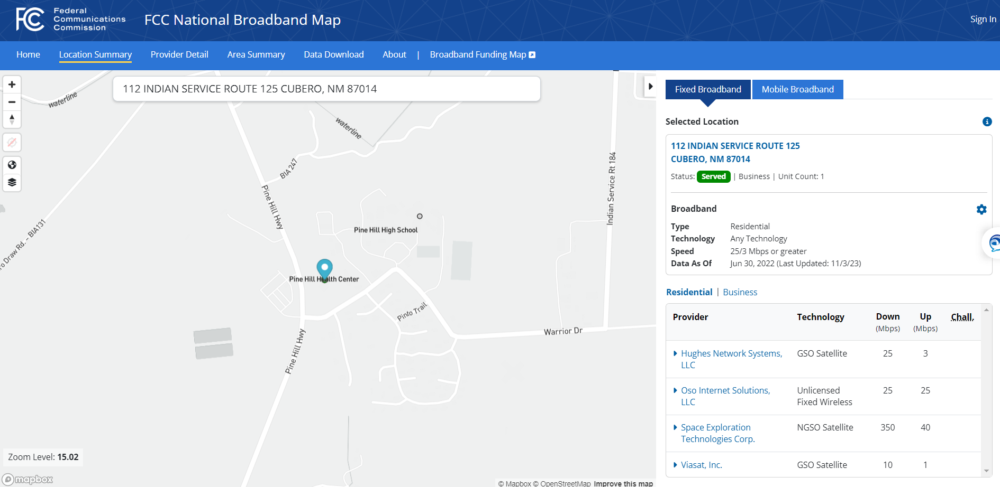 FCC
Federal
Communications
Commission
FCC National Broadband Map
Sign In
Home
Location Summary
Provider Detail
Area Summary
Data Download
About
|
Broadband Funding Map
112 INDIAN SERVICE ROUTE 125 CUBERO, NM 87014
waterline
waterline
BIA 247
Pine Hill Hwy
Indian Service Rt 184
Draw Rd. – BIA131
Pine Hill High School
Pine Hill Health Center
Pinto Trail
Warrior Dr
Pine Hill Hwy
Zoom Level: 15.02
mapbox
© Mapbox © OpenStreetMap Improve this map
Fixed Broadband
Mobile Broadband
Selected Location
112 INDIAN SERVICE ROUTE 125
CUBERO, NM 87014
Status: Served | Business | Unit Count: 1
Broadband
Type Residential
Technology Any Technology
Speed 25/3 Mbps or greater
Data As Of Jun 30, 2022 (Last Updated: 11/3/23)
Residential | Business
Provider Technology Down Up Chall.
(Mbps) (Mbps)
Hughes Network Systems, GSO Satellite 25 3
LLC
Oso Internet Solutions, Unlicensed 25 25
LLC Fixed Wireless
Space Exploration NGSO Satellite 350 40
Technologies Corp.
Viasat, Inc. GSO Satellite 10 1